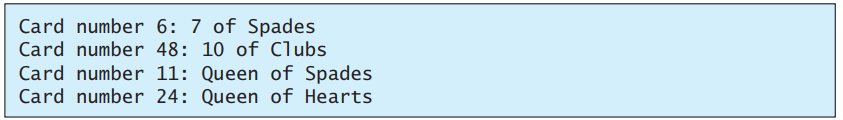 Card number 6: 7 of Spades
Card number 48: 10 of Clubs
Card number 11: Queen of Spades
Card number 24: Queen of Hearts